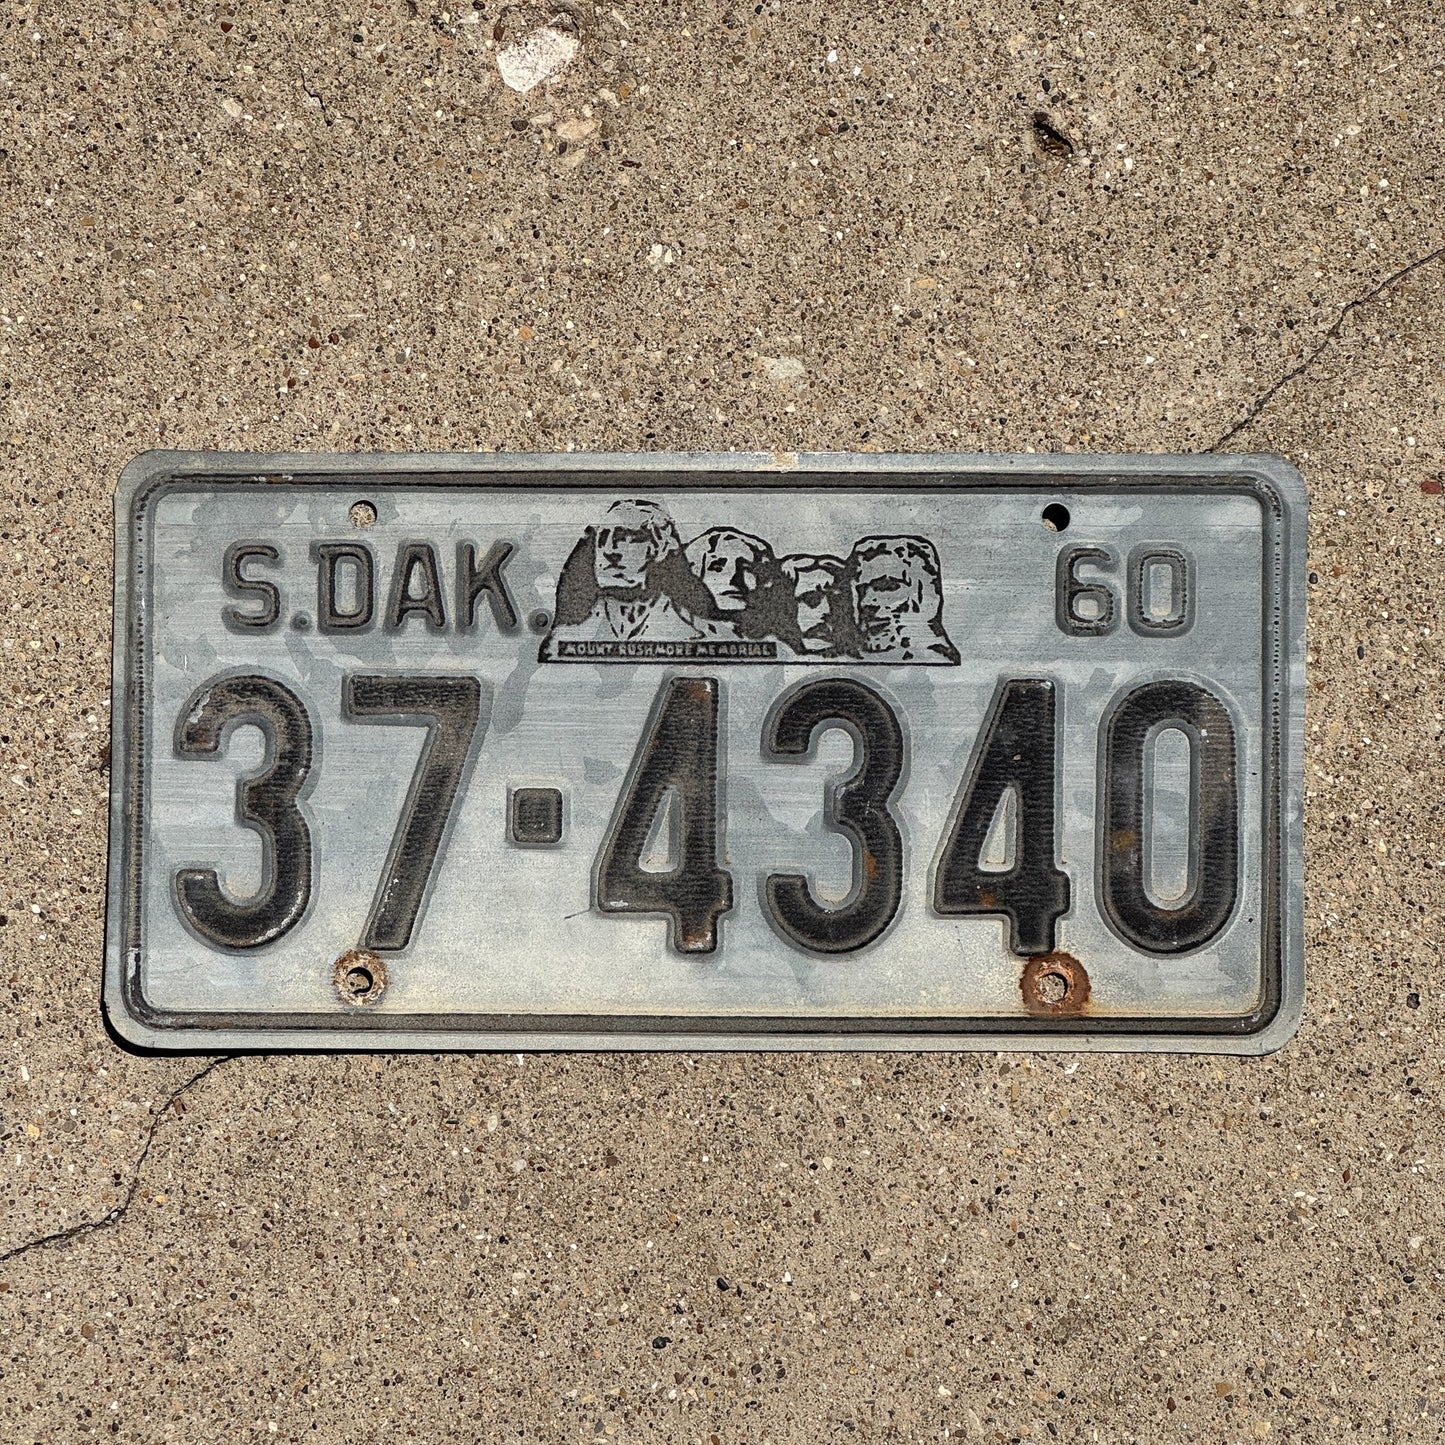 S.DAK. 60
MOUNT RUSHMORE MEMORIAL
37-4340